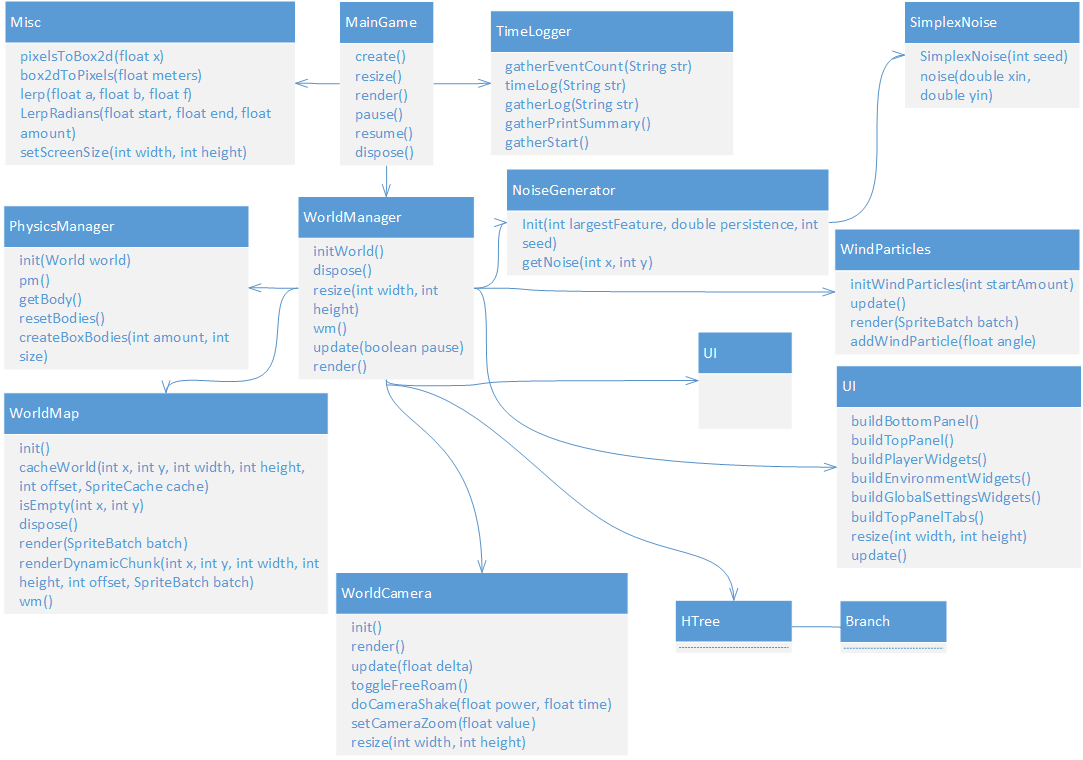 Misc
pixelsToBox2d(float x)
box2dToPixels(float meters)
lerp(float a, float b, float f)
LerpRadians(float start, float end, float
amount)
setScreenSize(int width, int height)
MainGame
create()
resize()
render()
pause()
resume()
dispose()
TimeLogger
gatherEventCount(String str)
timeLog(String str)
gatherLog(String str)
gatherPrintSummary()
gatherStart()
SimplexNoise
SimplexNoise(int seed)
noise(double xin,
double yin)
PhysicsManager
init(World world)
pm()
getBody()
resetBodies()
createBoxBodies(int amount, int
size)
WorldManager
initWorld()
dispose()
resize(int width, int
height)
wm()
update(boolean pause)
render()
NoiseGenerator
Init(int largestFeature, double persistence, int
seed)
getNoise(int x, int y)
WindParticles
initWindParticles(int startAmount)
update()
render(SpriteBatch batch)
addWindParticle(float angle)
UI
UI
buildBottomPanel()
buildTopPanel()
buildPlayerWidgets()
buildEnvironmentWidgets()
buildGlobalSettingsWidgets()
buildTopPanelTabs()
resize(int width, int height)
update()
WorldMap
init()
cacheWorld(int x, int y, int width, int height,
int offset, SpriteCache cache)
isEmpty(int x, int y)
dispose()
render(SpriteBatch batch)
renderDynamicChunk(int x, int y, int width, int
height, int offset, SpriteBatch batch)
wm()
WorldCamera
init()
render()
update(float delta)
toggleFreeRoam()
doCameraShake(float power, float time)
setCameraZoom(float value)
resize(int width, int height)
HTree
Branch